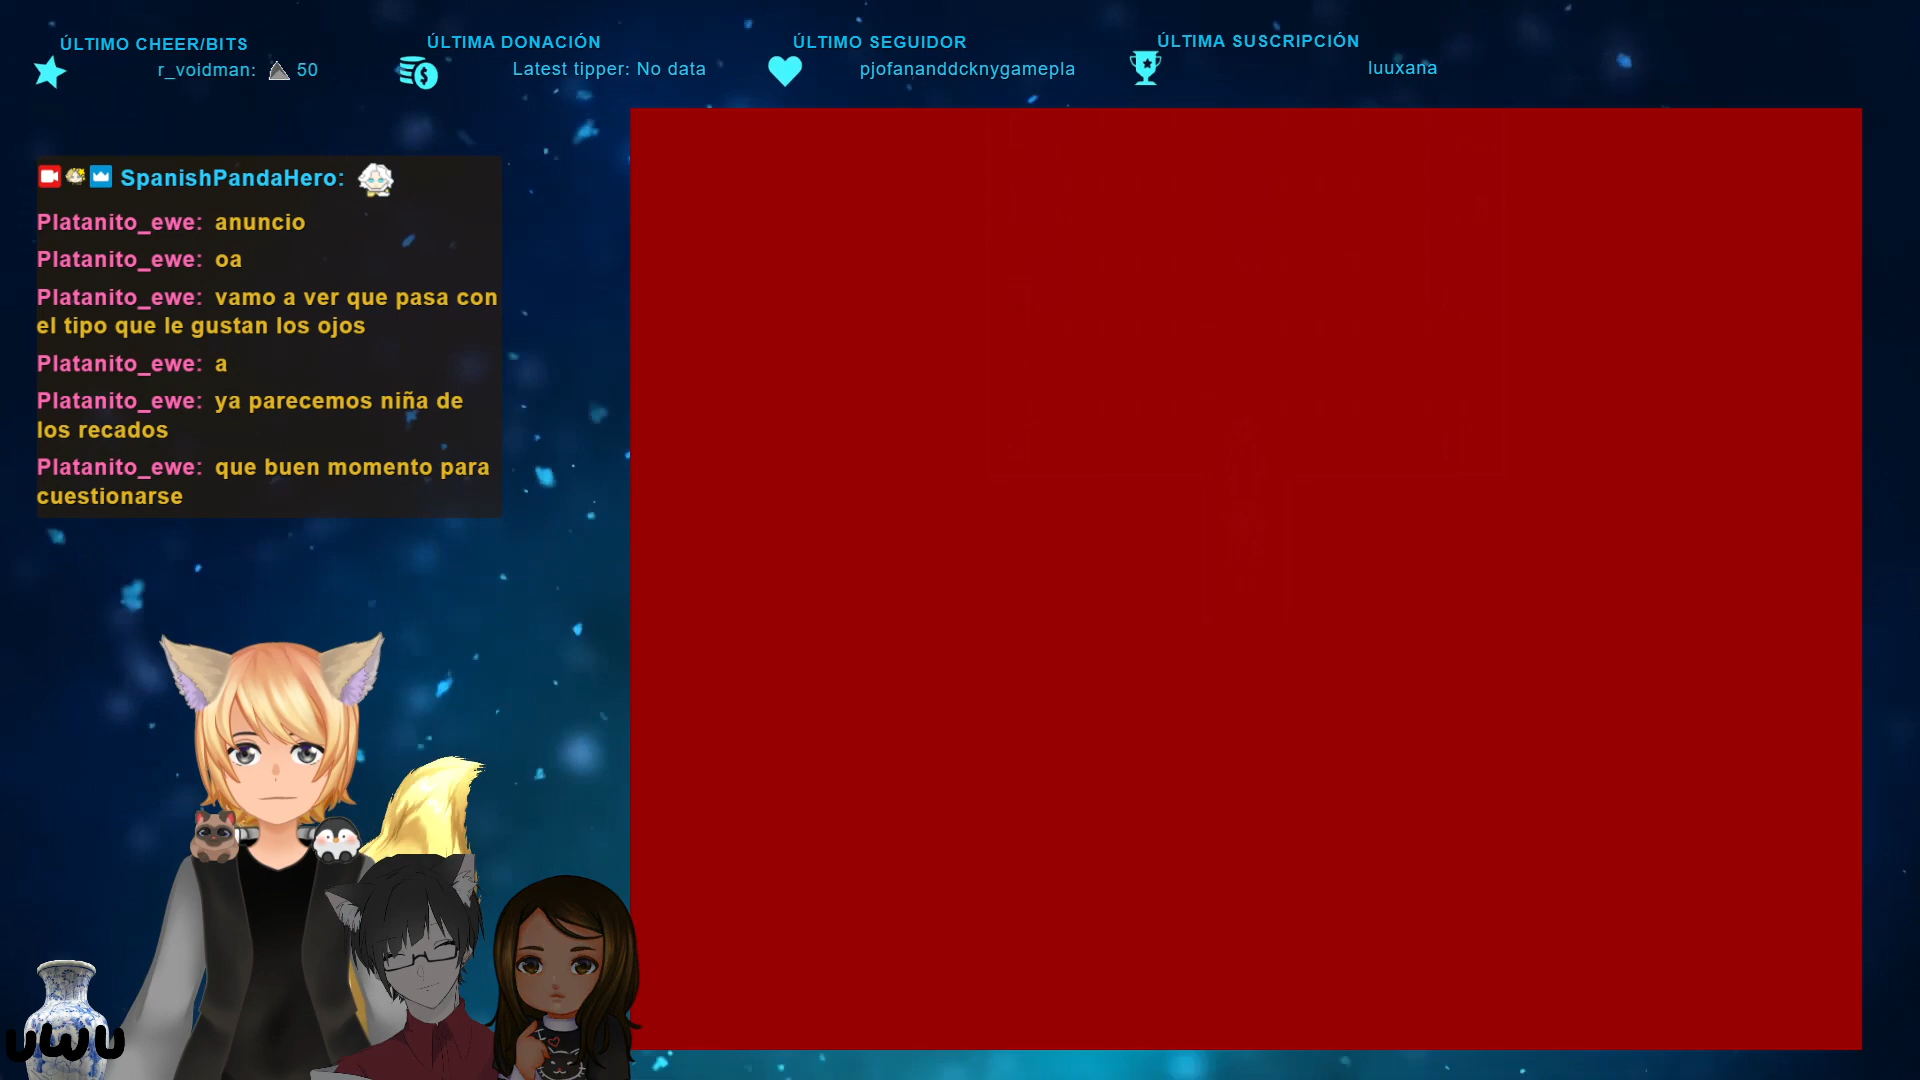 ÚLTIMO CHEER/BITS
r_voidman: 50
ÚLTIMA DONACIÓN
Latest tipper: No data
ÚLTIMO SEGUIDOR
pjofananddcknygamepla
ÚLTIMA SUSCRIPCIÓN
luuxana
SpanishPandaHero:
Platanito_ewe: anuncio
Platanito_ewe: oa
Platanito_ewe: vamo a ver que pasa con
el tipo que le gustan los ojos
Platanito_ewe: a
Platanito_ewe: ya parecemos niña de
los recados
Platanito_ewe: que buen momento para
cuestionarse
uwu